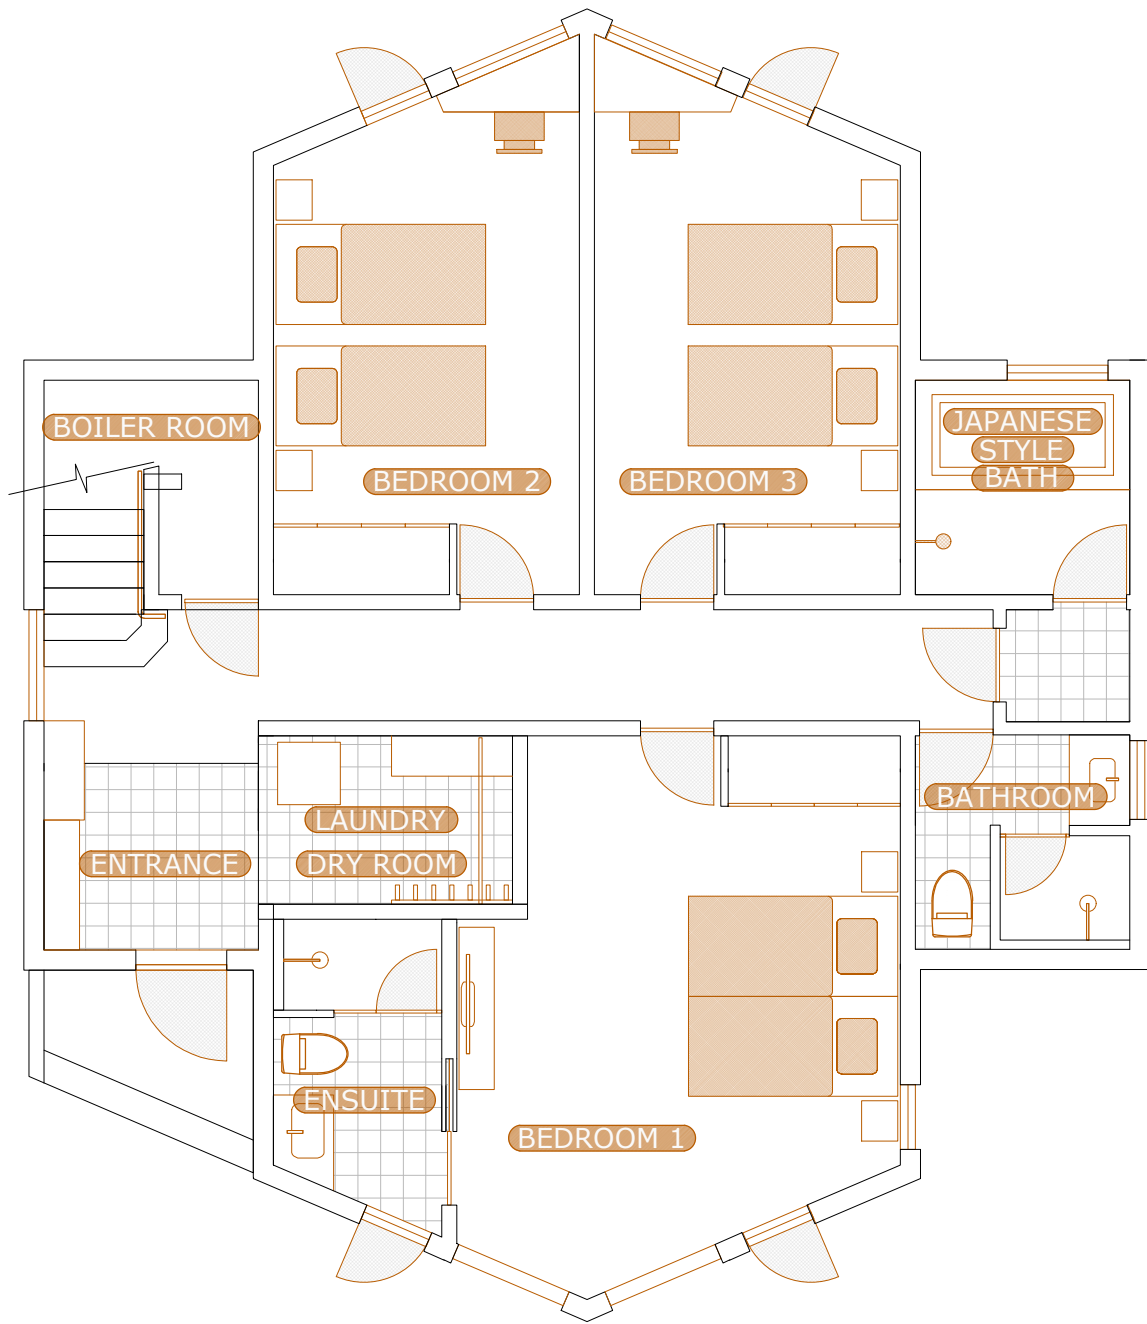 BOILER ROOM
BEDROOM 2
BEDROOM 3
JAPANESE
STYLE
BATH
ENTRANCE
LAUNDRY
DRY ROOM
BATHROOM
ENSUITE
BEDROOM 1